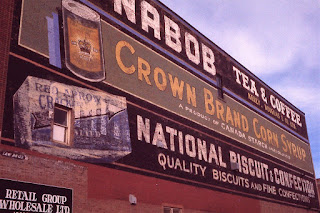 NABOB
TEA & COFFEE
CROWN BRAND CORN SYRUP
A PRODUCT OF CANADA STARCH
NATIONAL BISCUIT & CONFECTION
QUALITY BISCUITS AND FINE CONFECTIONS
RETAIL GROUP
WHOLESALE LTD